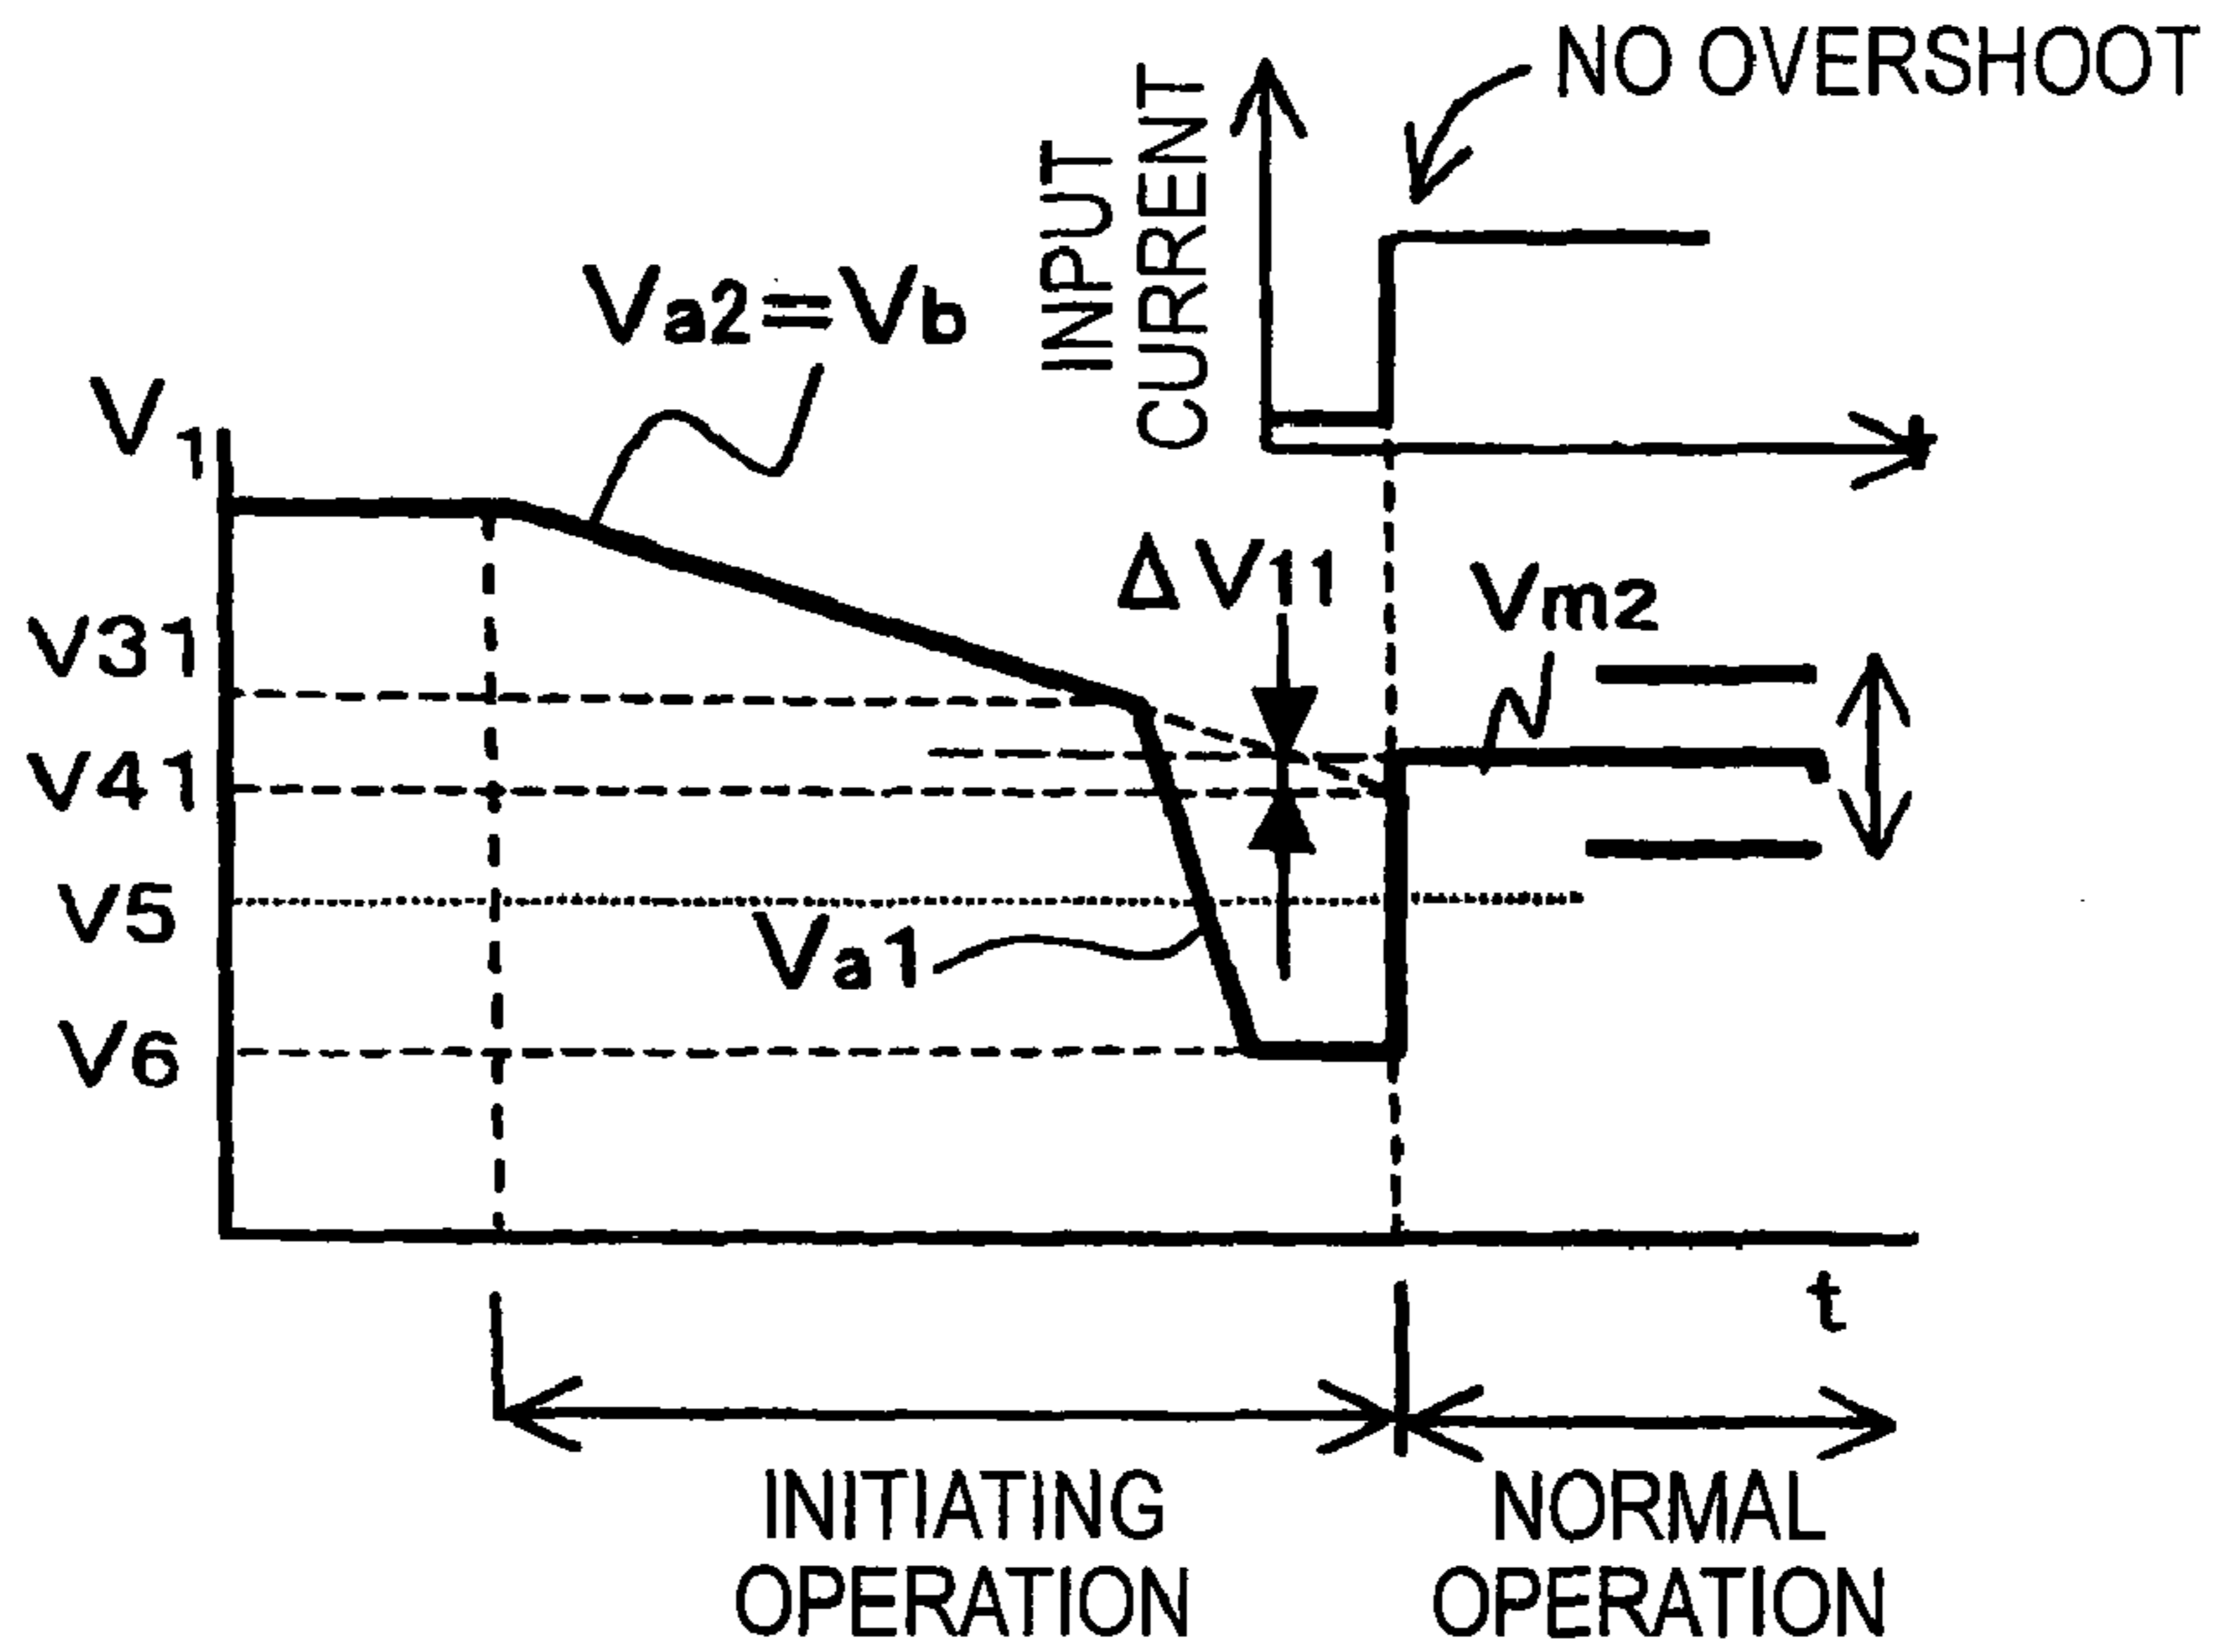 NO OVERSHOOT
INPUT
CURRENT
t
Va2=Vb
V1
ΔV11
Vm2
V31
V41
V5
Va1
V6
t
INITIATING
OPERATION
NORMAL
OPERATION